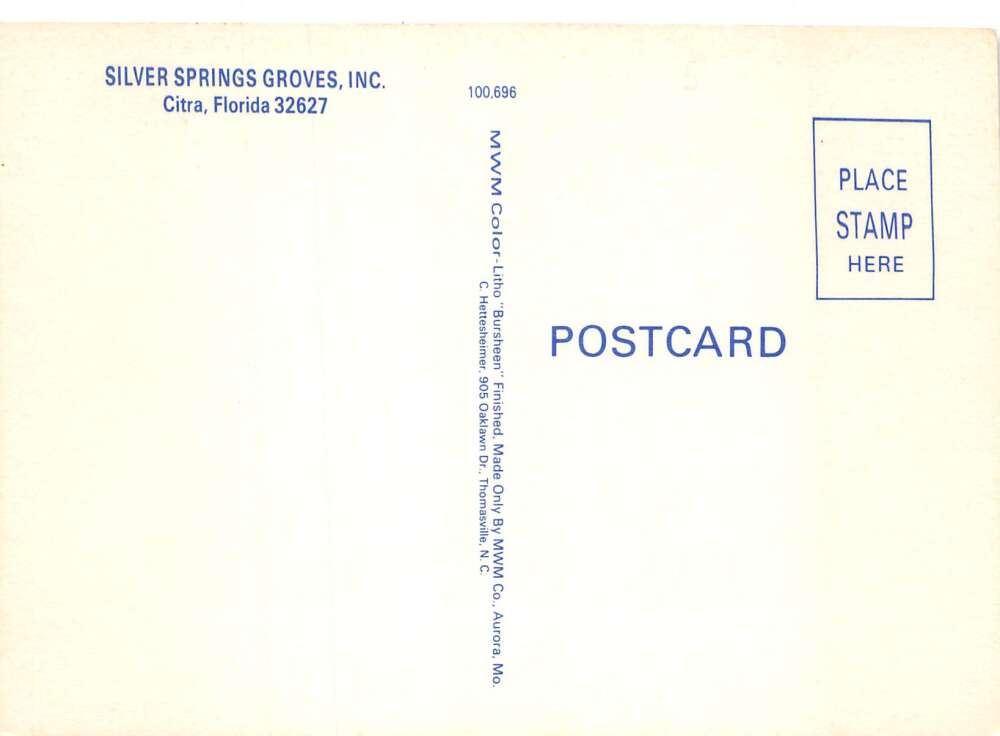 SILVER SPRINGS GROVES, INC.
Citra, Florida 32627
100,696
MWM Color-Litho "Bursheen" Finished. Made Only By MWM Co., Aurora, Mo.
C. Hettesheimer, 905 Oaklawn Dr., Thomasville, N. C.
PLACE
STAMP
HERE
POSTCARD